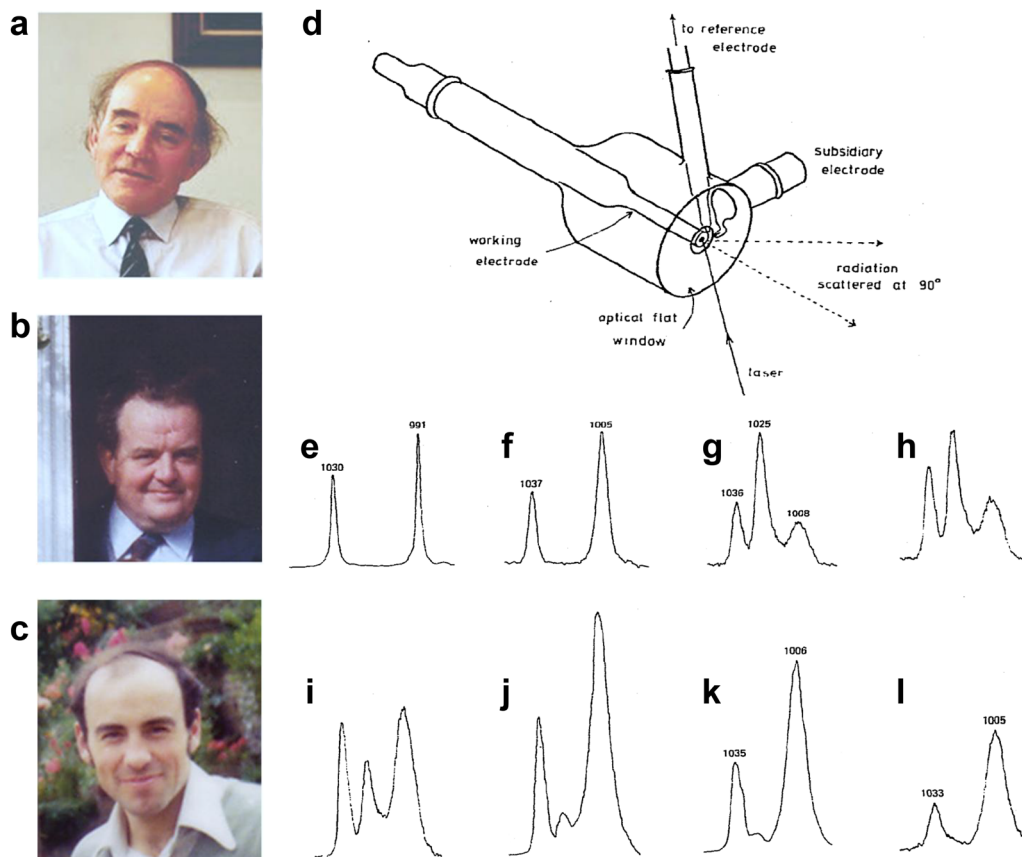 a
d
to reference
electrode
subsidiary
electrode
working
electrode
radiation
scattered at 90°
optical flat
window
laser
b
e
1030
991
f
1037
1005
g
1036
1025
1008
h
c
i
j
k
1035
1006
l
1033
1005